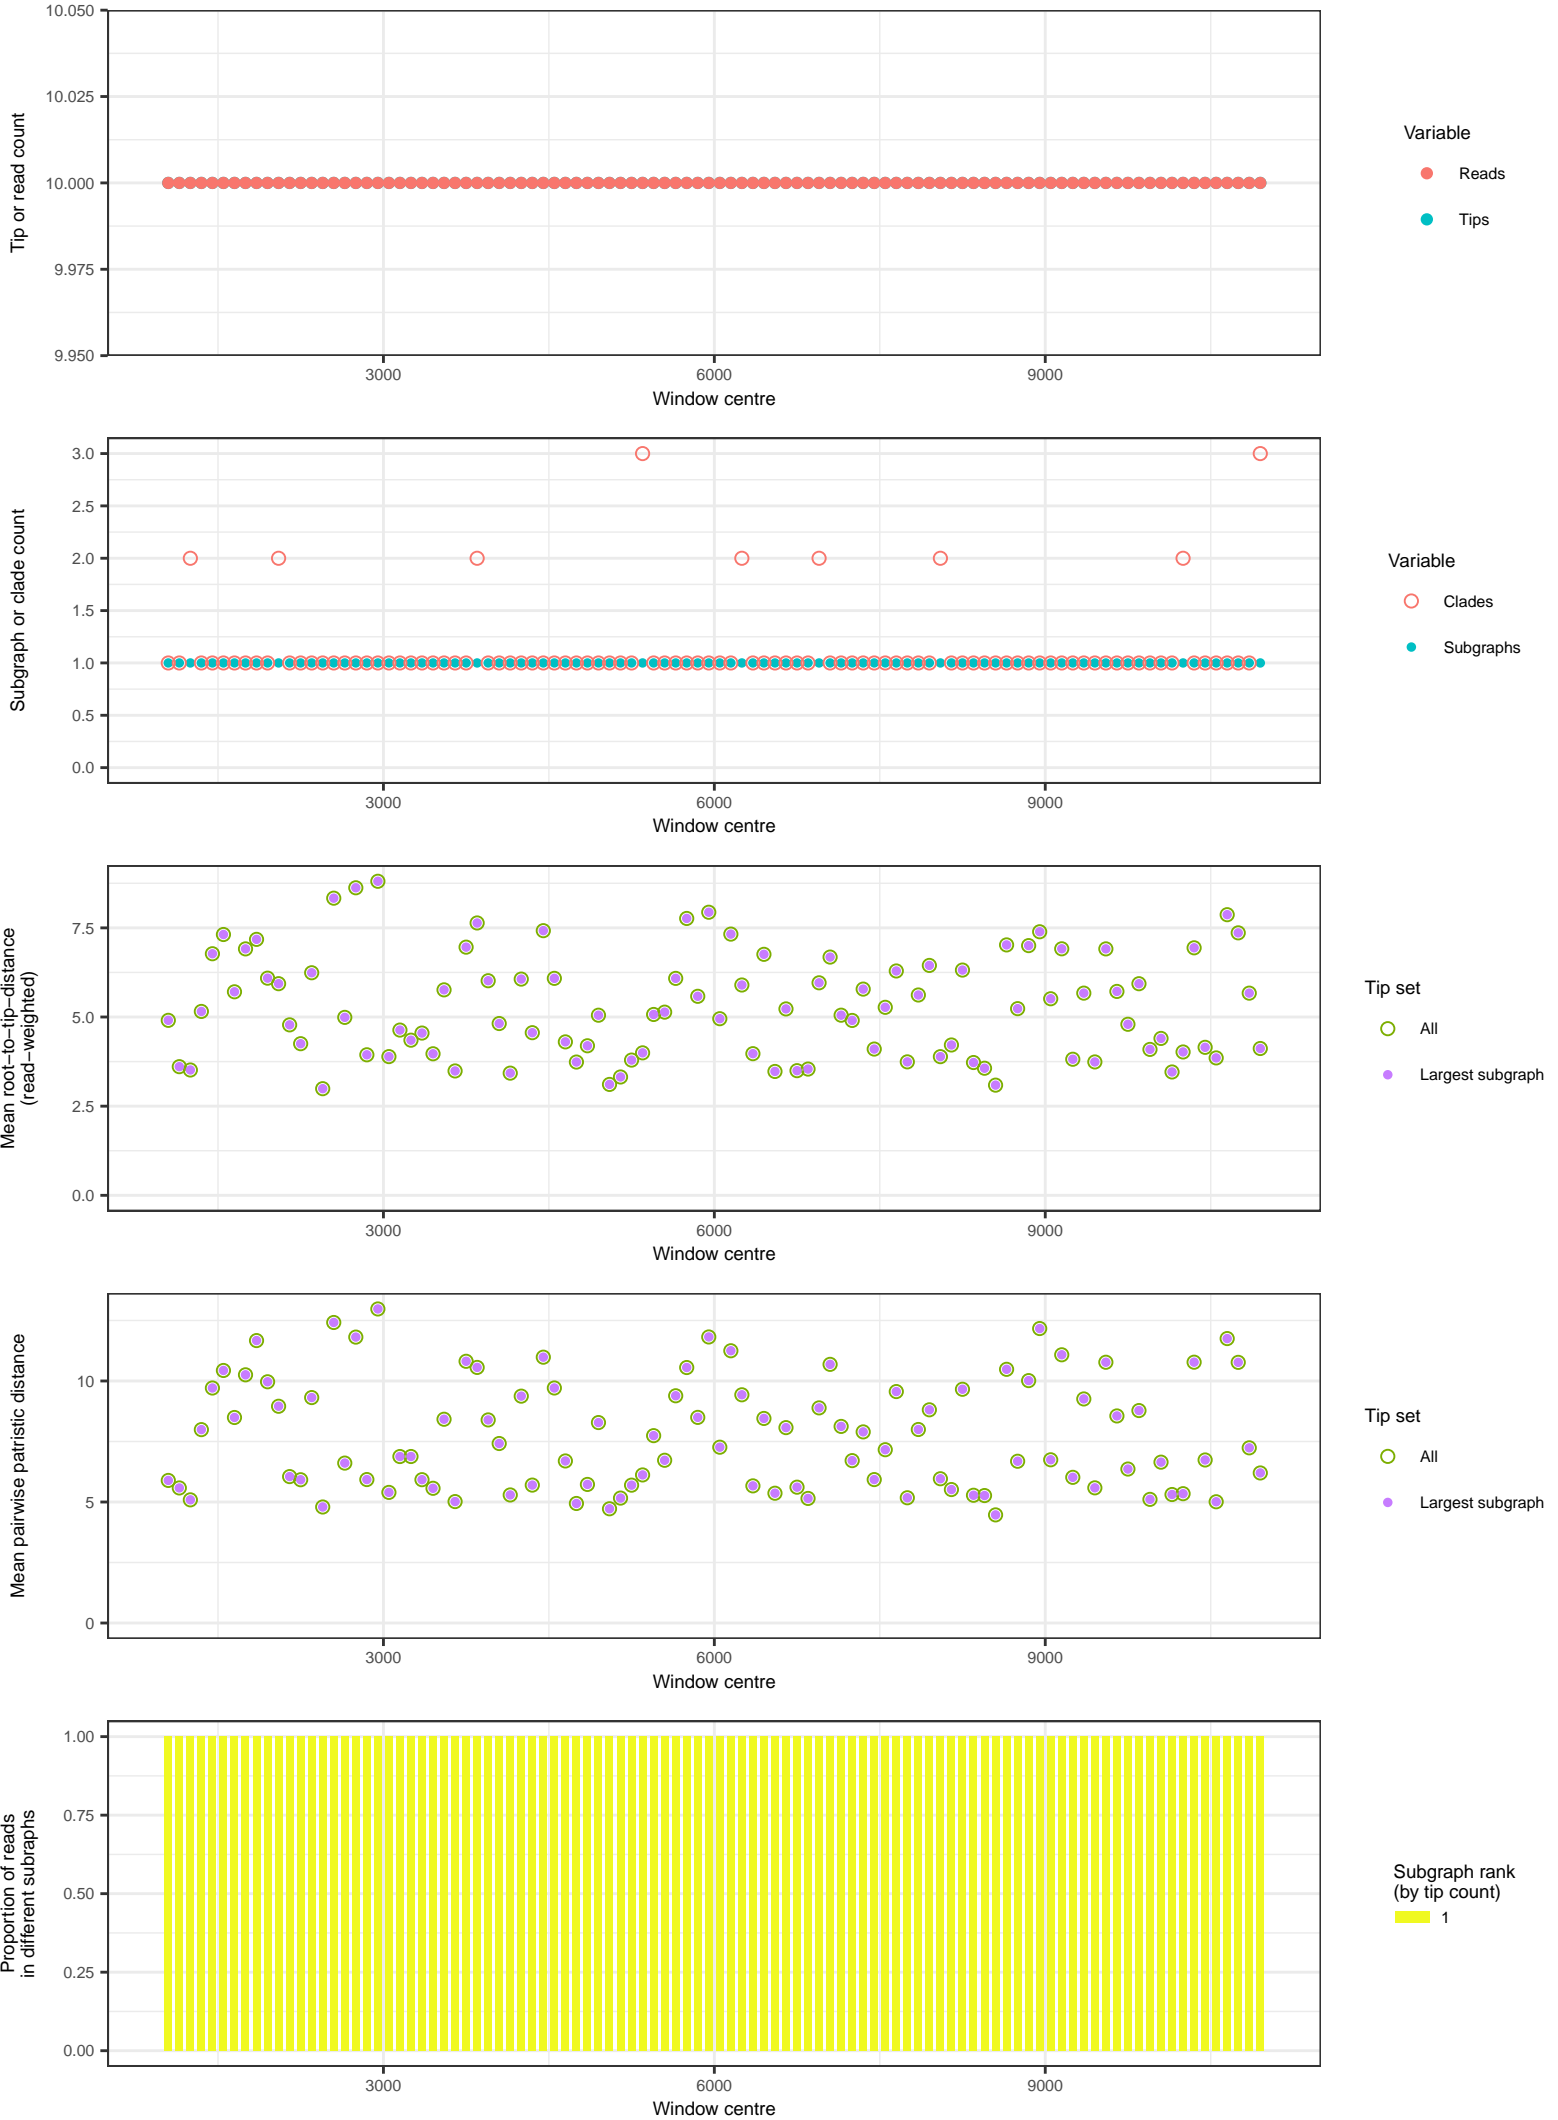 10.050
10.025
10.000
9.975
9.950
Tip or read count
3000 6000 9000
Window centre
Variable
Reads
Tips
3.0
2.5
2.0
1.5
1.0
0.5
0.0
Subgraph or clade count
3000 6000 9000
Window centre
Variable
Clades
Subgraphs
7.5
5.0
2.5
0.0
Mean root−to−tip−distance
(read−weighted)
3000 6000 9000
Window centre
Tip set
All
Largest subgraph
10
5
0
Mean pairwise patristic distance
3000 6000 9000
Window centre
Tip set
All
Largest subgraph
1.00
0.75
0.50
0.25
0.00
Proportion of reads
in different subraphs
3000 6000 9000
Window centre
Subgraph rank
(by tip count)
1